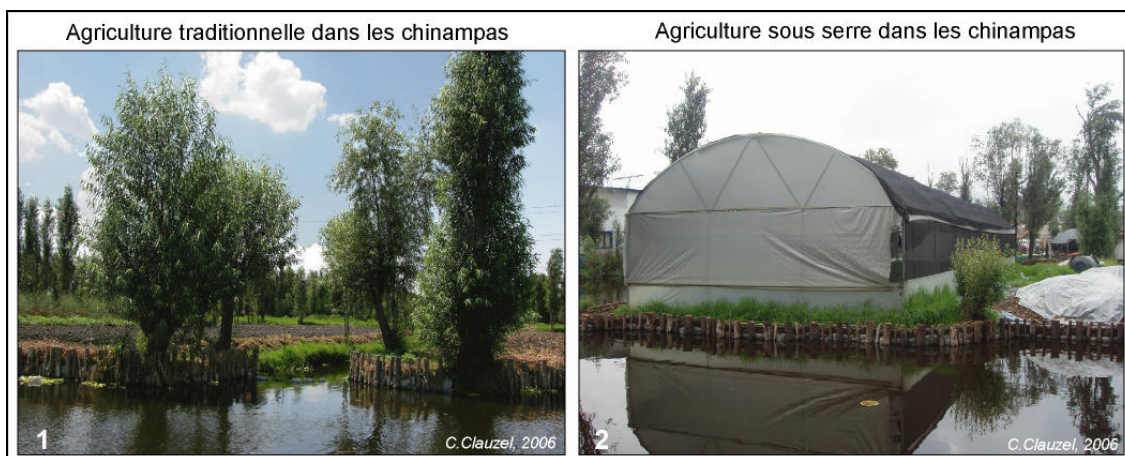 Agriculture traditionnelle dans les chinampas
Agriculture sous serre dans les chinampas
1
C.Clauzel, 2006
2
C.Clauzel, 2006